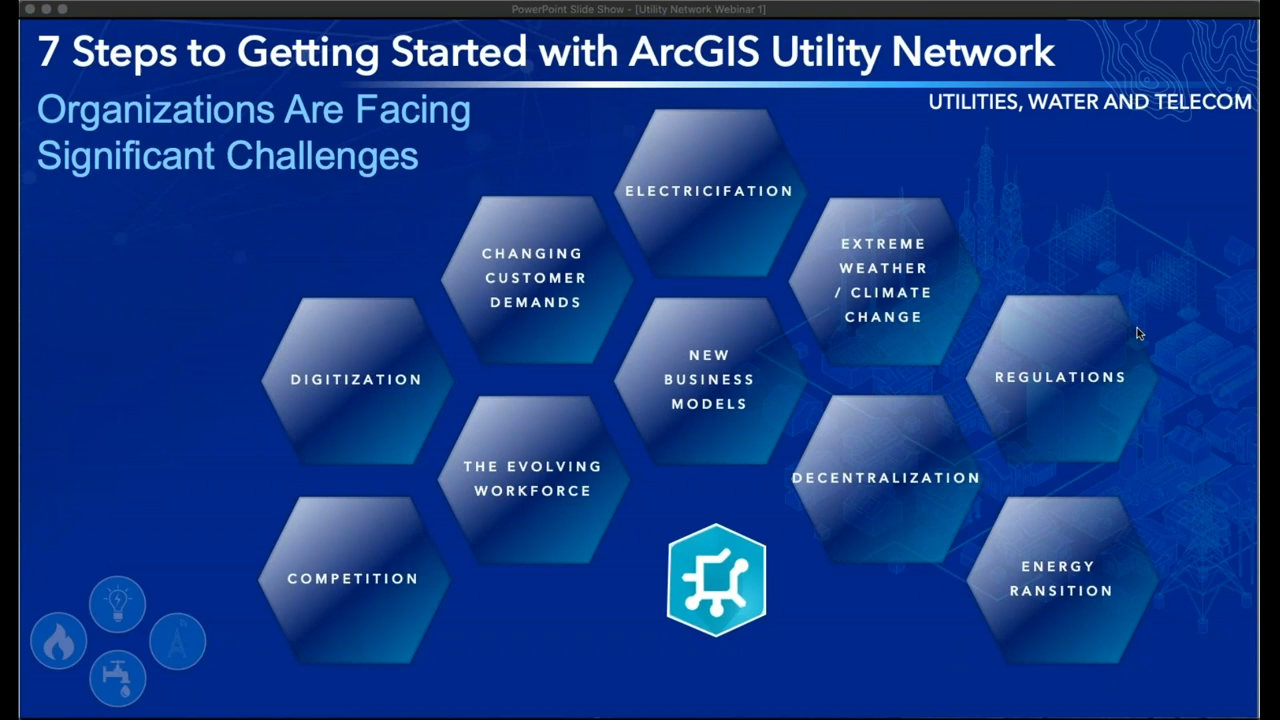 PowerPoint Slide Show - [Utility Network Webinar 1]
7 Steps to Getting Started with ArcGIS Utility Network
Organizations Are Facing
Significant Challenges
UTILITIES, WATER AND TELECOM
ELECTRICIFATION
CHANGING
CUSTOMER
DEMANDS
EXTREME
WEATHER
/ CLIMATE
CHANGE
DIGITIZATION
NEW
BUSINESS
MODELS
REGULATIONS
THE EVOLVING
WORKFORCE
DECENTRALIZATION
COMPETITION
ENERGY
RANSITION